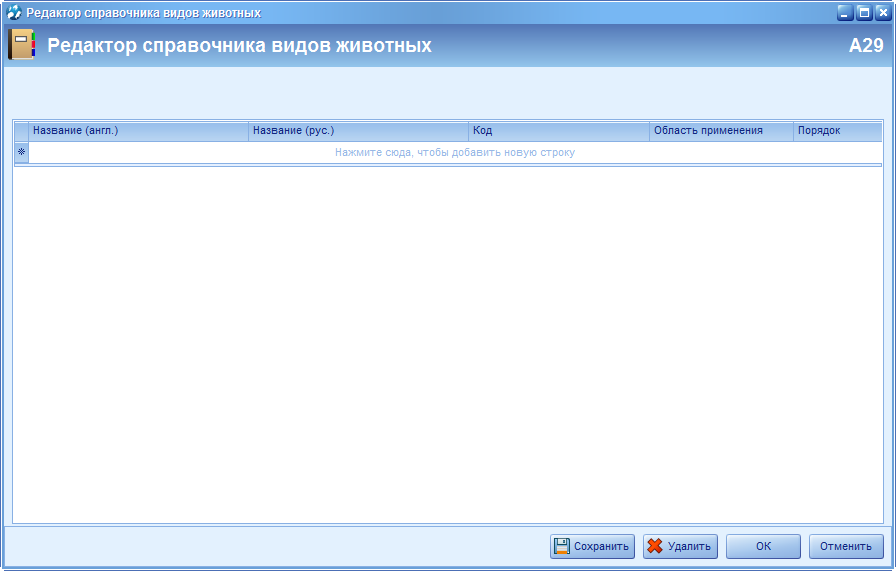 Редактор справочника видов животных
Редактор справочника видов животных A29
Название (англ.) Название (рус.) Код Область применения Порядок
Нажмите сюда, чтобы добавить новую строку
Сохранить Удалить ОК Отменить